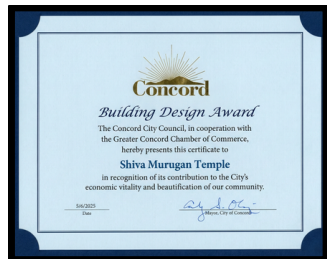 Concord
Building Design Award
The Concord City Council, in cooperation with
the Greater Concord Chamber of Commerce,
hereby presents this certificate to
Shiva Murugan Temple
in recognition of its contribution to the City's
economic vitality and beautification of our community.
5/6/2025
Date
Mayor, City of Concord